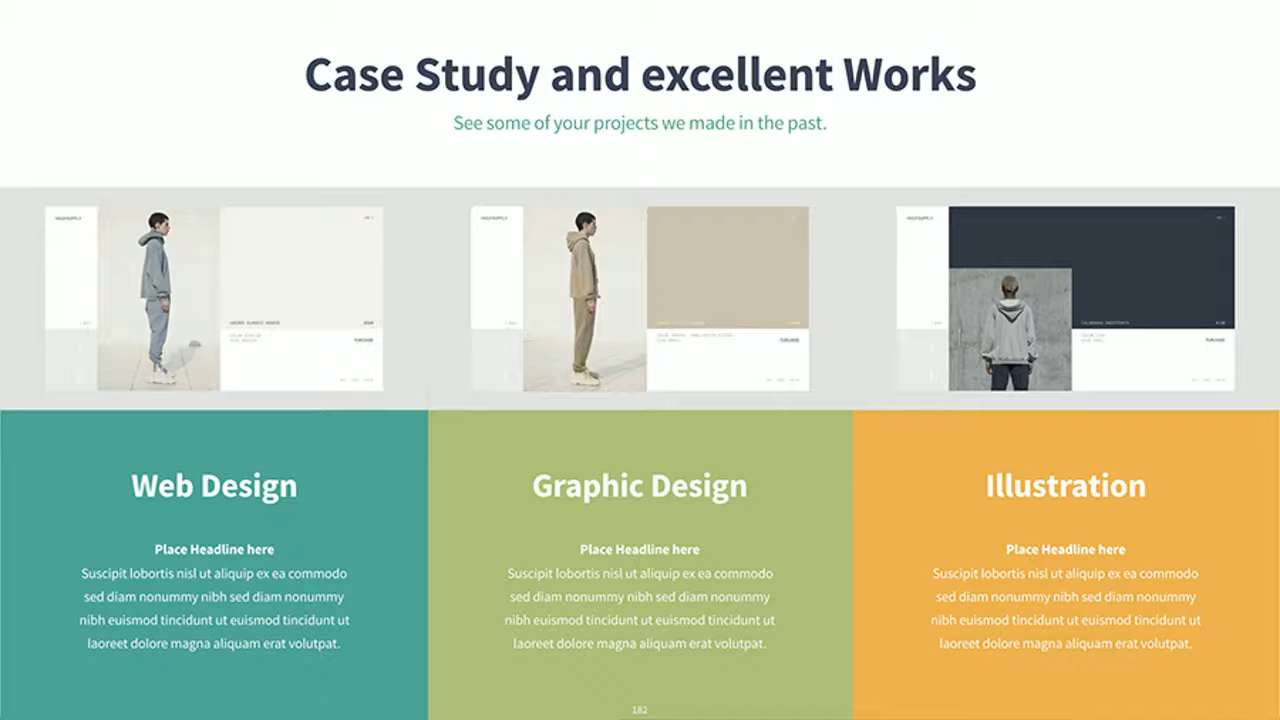 Case Study and excellent Works
See some of your projects we made in the past.
PURCHASE
PURCHASE
PURCHASE
Web Design
Place Headline here
Suscipit lobortis nisl ut aliquip ex ea commodo
sed diam nonummy nibh sed diam nonummy
nibh euismod tincidunt ut euismod tincidunt ut
laoreet dolore magna aliquam erat volutpat.
Graphic Design
Place Headline here
Suscipit lobortis nisl ut aliquip ex ea commodo
sed diam nonummy nibh sed diam nonummy
nibh euismod tincidunt ut euismod tincidunt ut
laoreet dolore magna aliquam erat volutpat.
Illustration
Place Headline here
Suscipit lobortis nisl ut aliquip ex ea commodo
sed diam nonummy nibh sed diam nonummy
nibh euismod tincidunt ut euismod tincidunt ut
laoreet dolore magna aliquam erat volutpat.
182